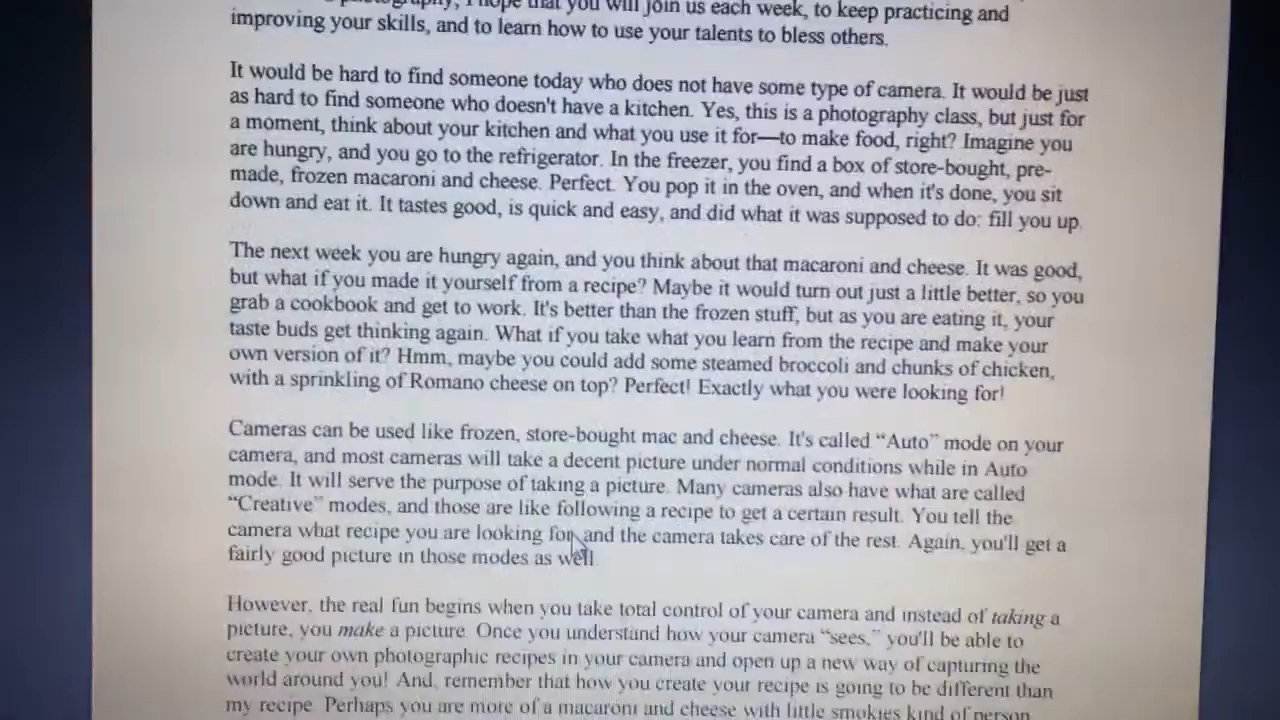 photography, I hope that you will join us each week, to keep practicing and
improving your skills, and to learn how to use your talents to bless others.
It would be hard to find someone today who does not have some type of camera. It would be just
as hard to find someone who doesn't have a kitchen. Yes, this is a photography class, but just for
a moment, think about your kitchen and what you use it for—to make food, right? Imagine you
are hungry, and you go to the refrigerator. In the freezer, you find a box of store-bought, pre-
made, frozen macaroni and cheese. Perfect. You pop it in the oven, and when it's done, you sit
down and eat it. It tastes good, is quick and easy, and did what it was supposed to do: fill you up.
The next week you are hungry again, and you think about that macaroni and cheese. It was good,
but what if you made it yourself from a recipe? Maybe it would turn out just a little better, so you
grab a cookbook and get to work. It's better than the frozen stuff, but as you are eating it, your
taste buds get thinking again. What if you take what you learn from the recipe and make your
own version of it? Hmm, maybe you could add some steamed broccoli and chunks of chicken,
with a sprinkling of Romano cheese on top? Perfect! Exactly what you were looking for!
Cameras can be used like frozen, store-bought mac and cheese. It's called “Auto” mode on your
camera, and most cameras will take a decent picture under normal conditions while in Auto
mode. It will serve the purpose of taking a picture. Many cameras also have what are called
“Creative” modes, and those are like following a recipe to get a certain result. You tell the
camera what recipe you are looking for, and the camera takes care of the rest. Again, you'll get a
fairly good picture in those modes as well.
However, the real fun begins when you take total control of your camera and instead of taking a
picture, you make a picture. Once you understand how your camera “sees,” you'll be able to
create your own photographic recipes in your camera and open up a new way of capturing the
world around you! And, remember that how you create your recipe is going to be different than
my recipe. Perhaps you are more of a macaroni and cheese with little smokies kind of person